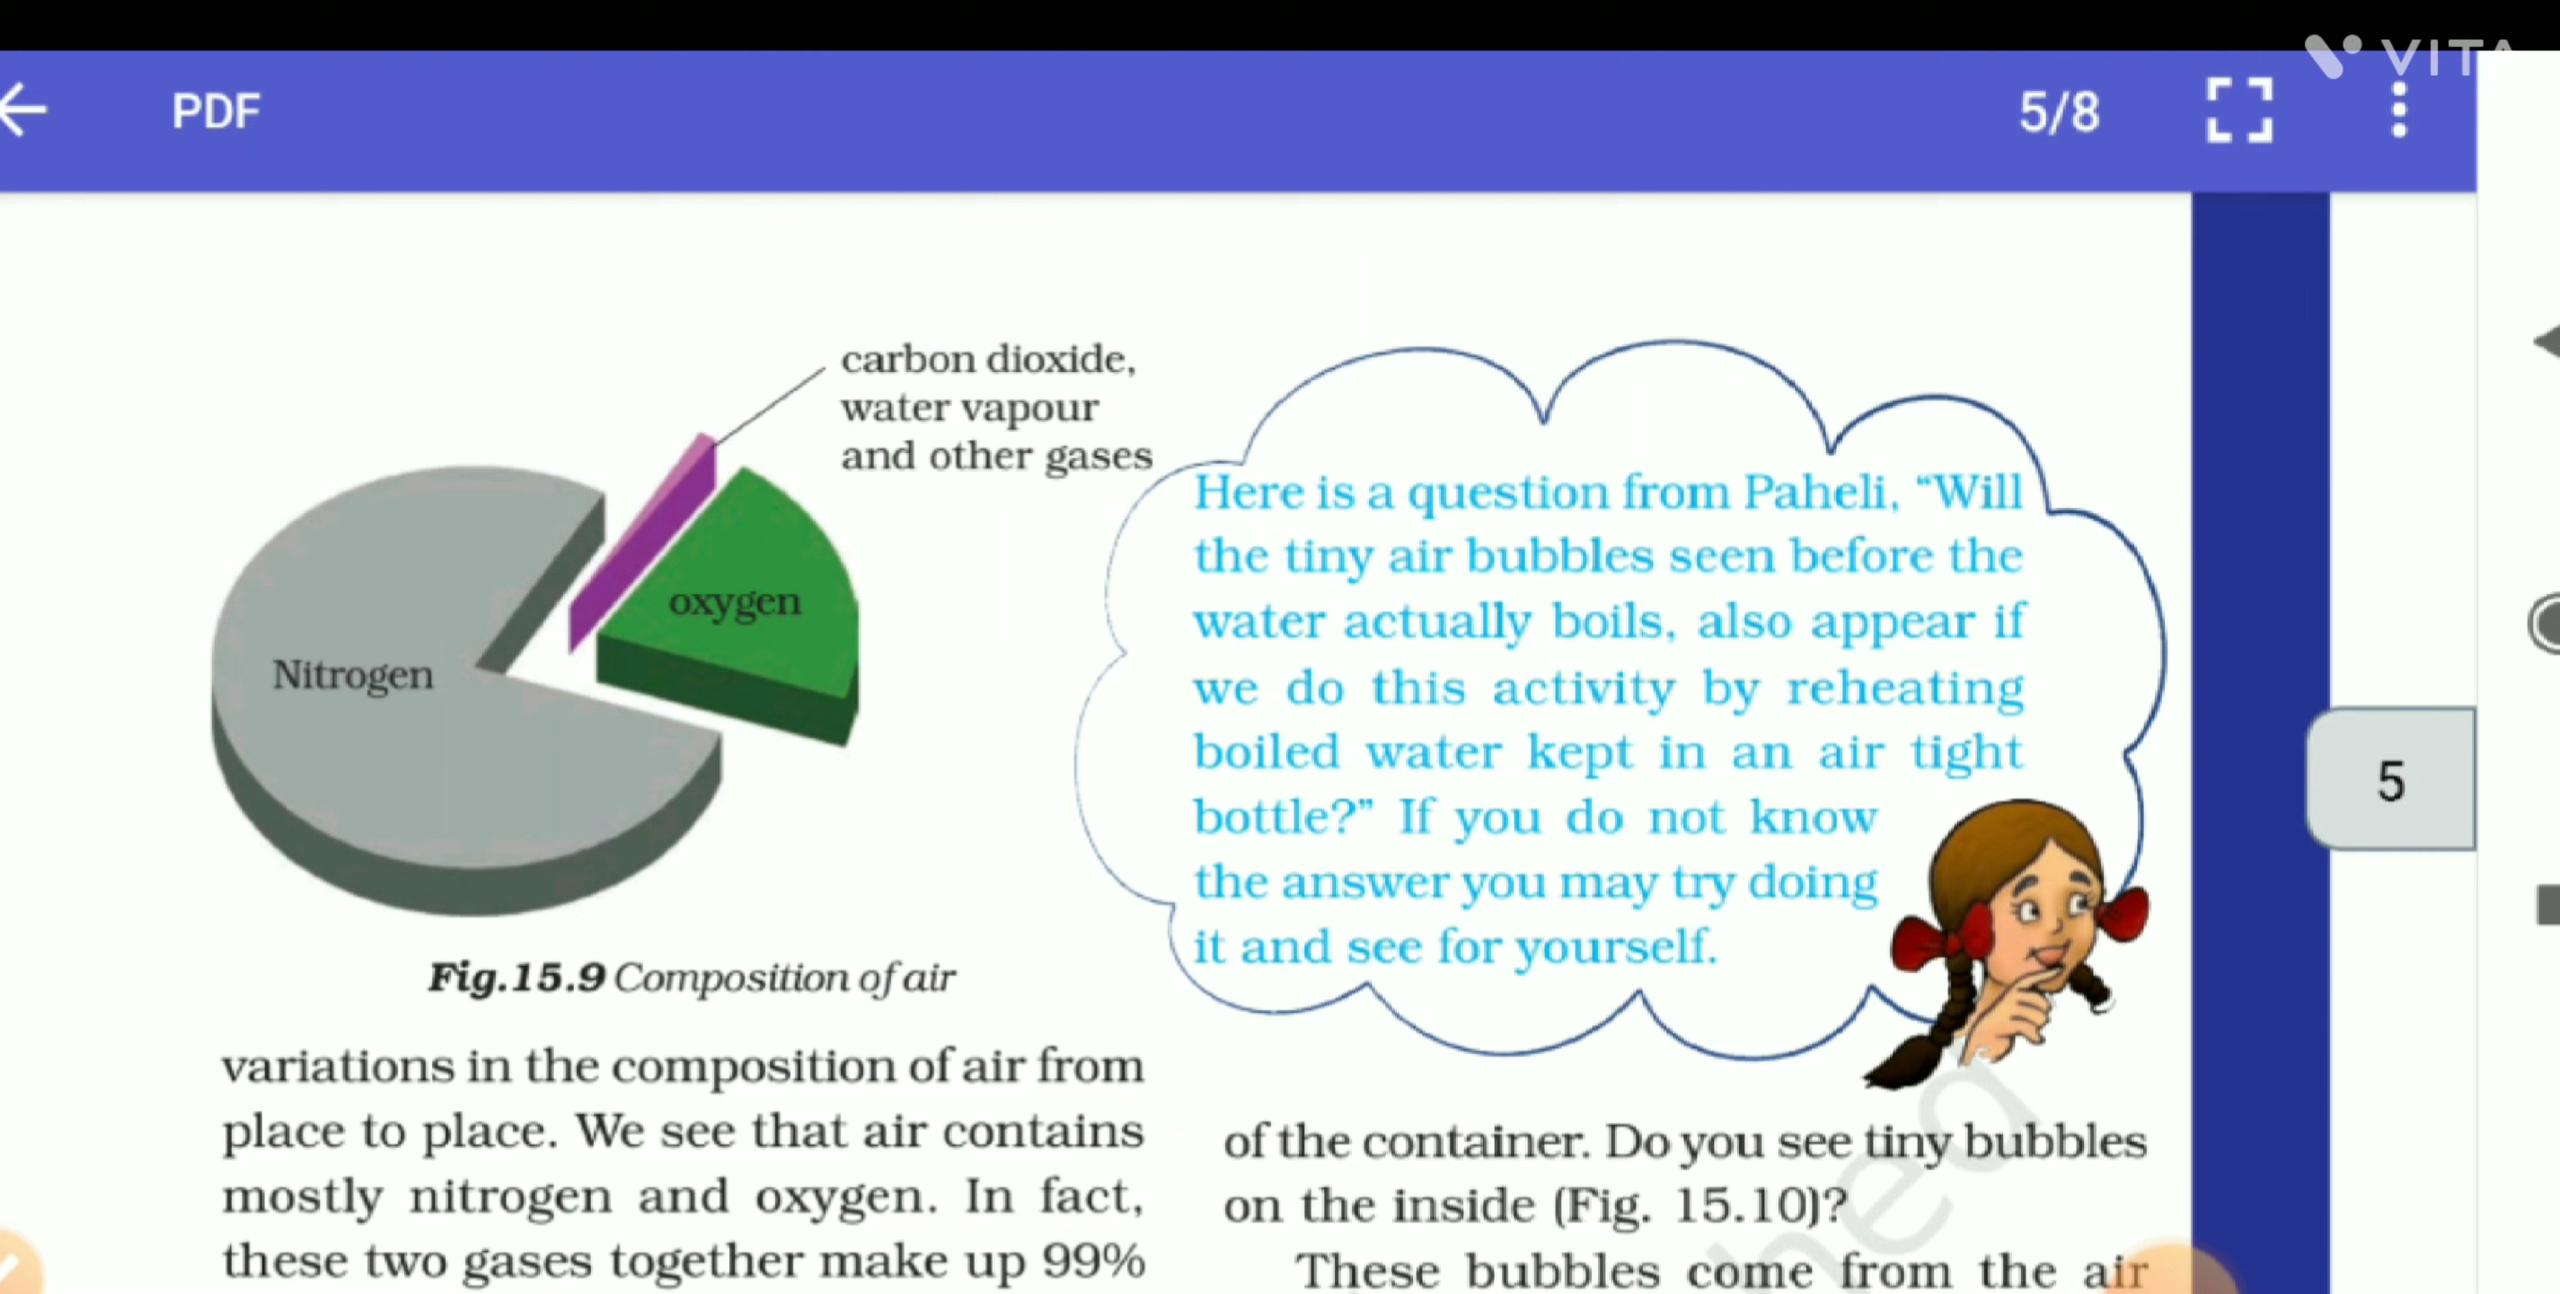 VITA
PDF
5/8
carbon dioxide,
water vapour
and other gases
oxygen
Nitrogen
Fig.15.9 Composition of air
variations in the composition of air from
place to place. We see that air contains
mostly nitrogen and oxygen. In fact,
these two gases together make up 99%
Here is a question from Paheli, “Will
the tiny air bubbles seen before the
water actually boils, also appear if
we do this activity by reheating
boiled water kept in an air tight
bottle?” If you do not know
the answer you may try doing
it and see for yourself.
of the container. Do you see tiny bubbles
on the inside (Fig. 15.10)?
These bubbles come from the air
5